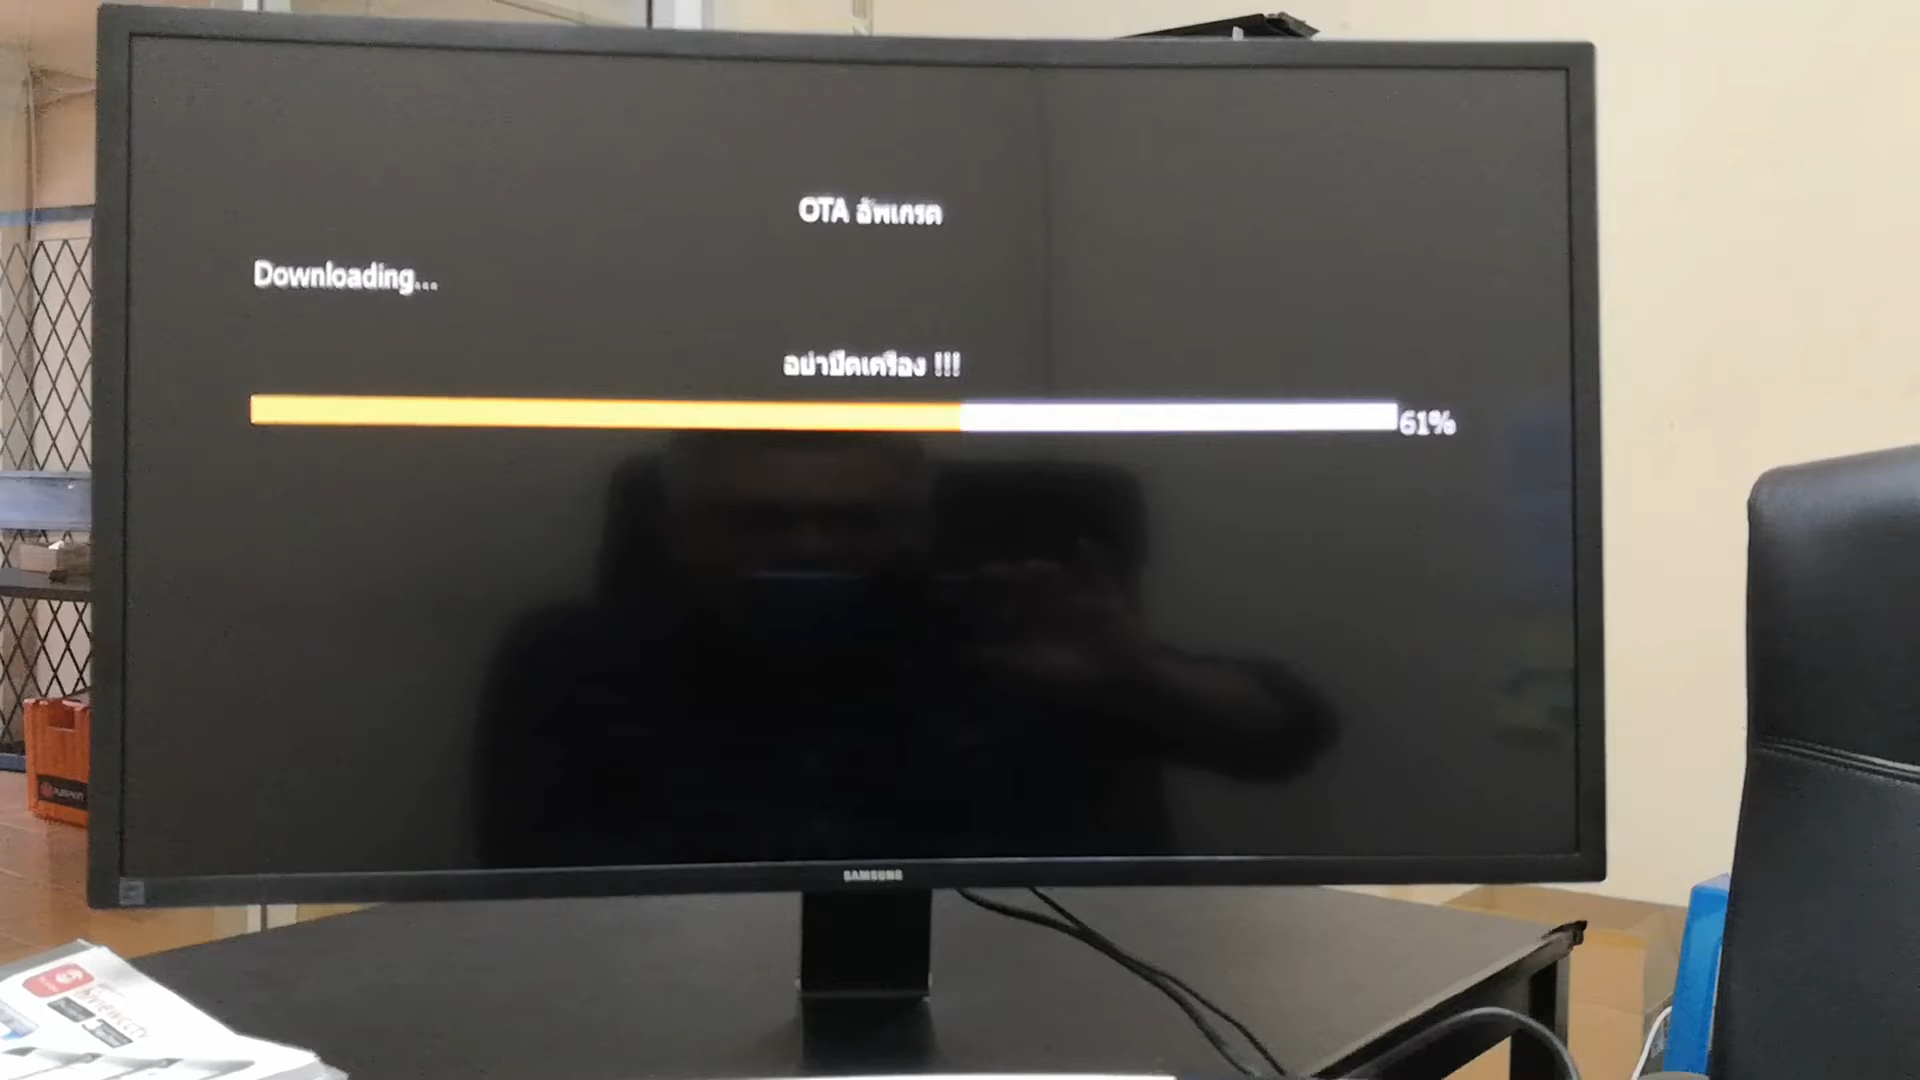 OTA อัพเกรด
Downloading...
อย่าปิดเครื่อง !!!
61%
SAMSUNG
hiviewcctv